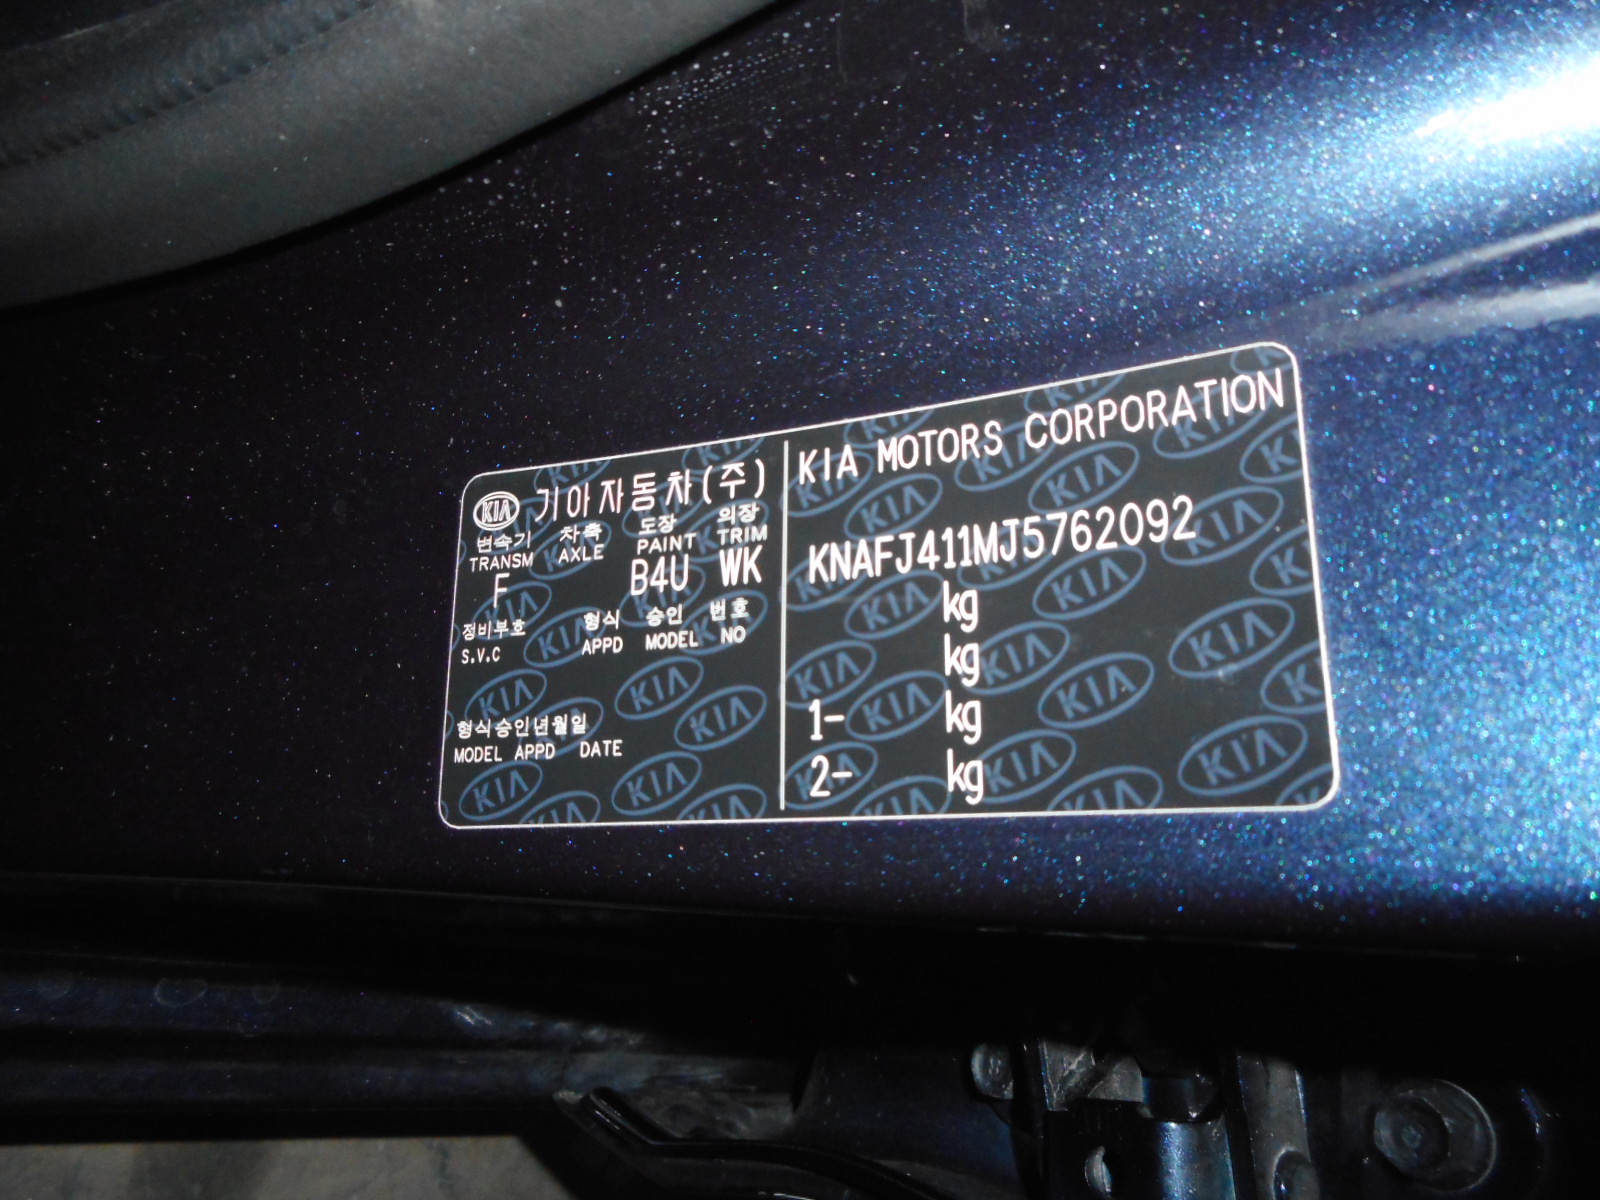 KIA 기아자동차(주)
변속기 차축 도장 의장
TRANSM AXLE PAINT TRIM
F B4U WK
정비부호 형식 승인 번호
S.V.C APPD MODEL NO
형식승인년월일
MODEL APPD DATE
KIA MOTORS CORPORATION
KNAFJ411MJ5762092
kg
kg
1- kg
2- kg